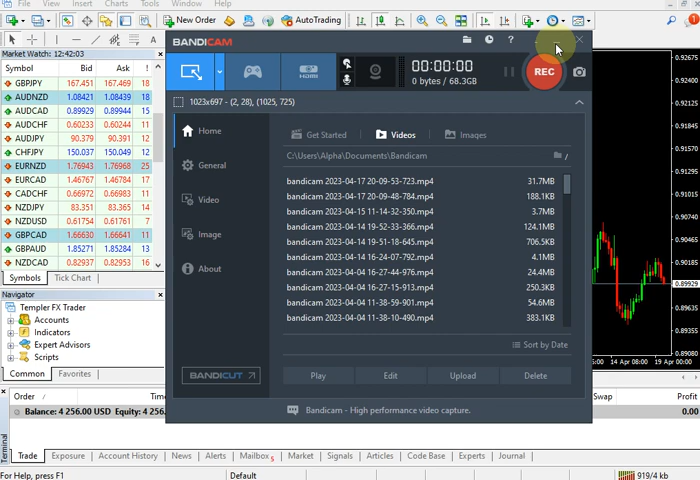 File View Insert Charts Tools Window Help
New Order AutoTrading
A
Market Watch: 12:42:03
Symbol Bid Ask !
GBPJPY 167.451 167.469 18
AUDNZD 1.08421 1.08439 18
AUDCAD 0.89929 0.89944 15
AUDCHF 0.60233 0.60244 11
AUDJPY 90.379 90.391 12
CHFJPY 150.037 150.049 12
EURNZD 1.76943 1.76968 25
EURCAD 1.46767 1.46784 17
CADCHF 0.66972 0.66983 11
NZDJPY 83.351 83.365 14
NZDUSD 0.61754 0.61761 7
GBPCAD 1.66630 1.66641 11
GBPAUD 1.85271 1.85284 13
NZDCAD 0.82937 0.82953 16
Symbols Tick Chart
Navigator
Templer FX Trader
Accounts
Indicators
Expert Advisors
Scripts
Common Favorites
BANDICAM
?
HDMI
00:00:00
0 bytes / 68.3GB
REC
1023x697 - (2, 28), (1025, 725)
Home
General
Video
Image
About
BANDICUT
Get Started Videos Images
C:\Users\Alpha\Documents\Bandicam /
bandicam 2023-04-17 20-09-53-723.mp4 31.7MB
bandicam 2023-04-17 20-09-48-784.mp4 188.1KB
bandicam 2023-04-15 11-14-32-350.mp4 3.7MB
bandicam 2023-04-14 19-52-33-366.mp4 124.1MB
bandicam 2023-04-14 19-51-18-645.mp4 706.5KB
bandicam 2023-04-14 16-24-07-792.mp4 4.1MB
bandicam 2023-04-04 16-27-44-976.mp4 24.4MB
bandicam 2023-04-04 16-27-15-913.mp4 250.3KB
bandicam 2023-04-04 11-38-59-901.mp4 54.6MB
bandicam 2023-04-04 11-38-10-490.mp4 383.1KB
Sort by Date
Play Edit Upload Delete
Bandicam - High performance video capture.
0.92675
0.92400
0.92120
0.91845
0.91570
0.91295
0.91015
0.90740
0.90465
0.90185
0.89929
0.89635
0.89355
0.89080
14 Apr 08:00 19 Apr 00:00
Order / Time Swap Profit
Balance: 4 256.00 USD Equity: 4 256. 0.00
Terminal
Trade Exposure Account History News Alerts Mailbox 5 Market Signals Articles Code Base Experts Journal
For Help, press F1 Default 919/4 kb